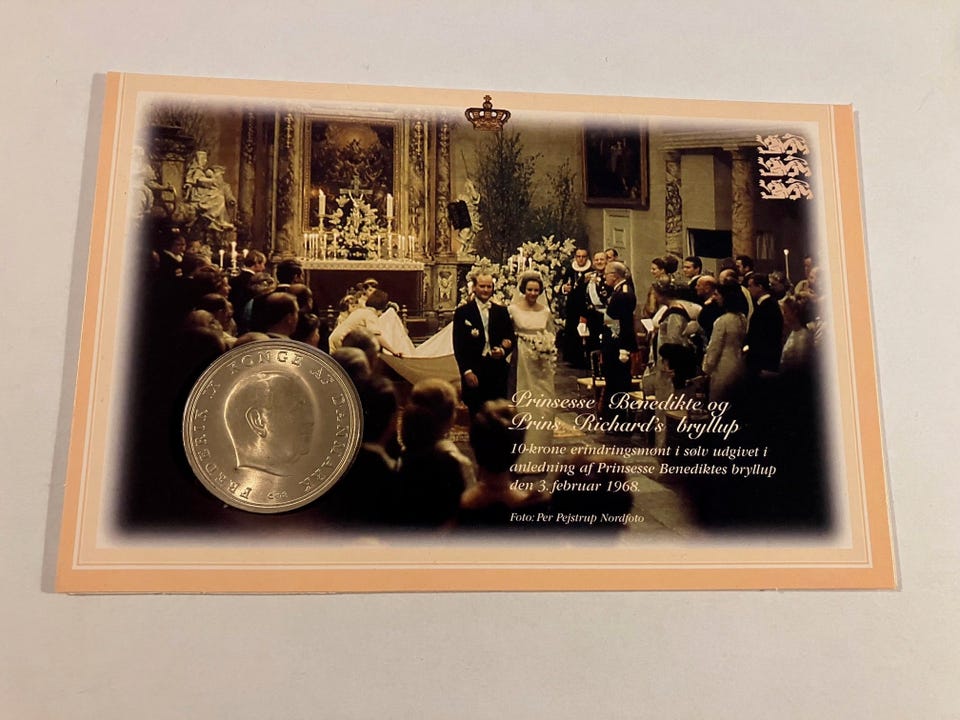 FREDERIK IX KONGE AF DANMARK
Prinsesse Benedikte og
Prins Richard's bryllup
10-krone erindringsmønt i sølv udgivet i
anledning af Prinsesse Benediktes bryllup
den 3. februar 1968.
Foto: Per Pejstrup Nordfoto